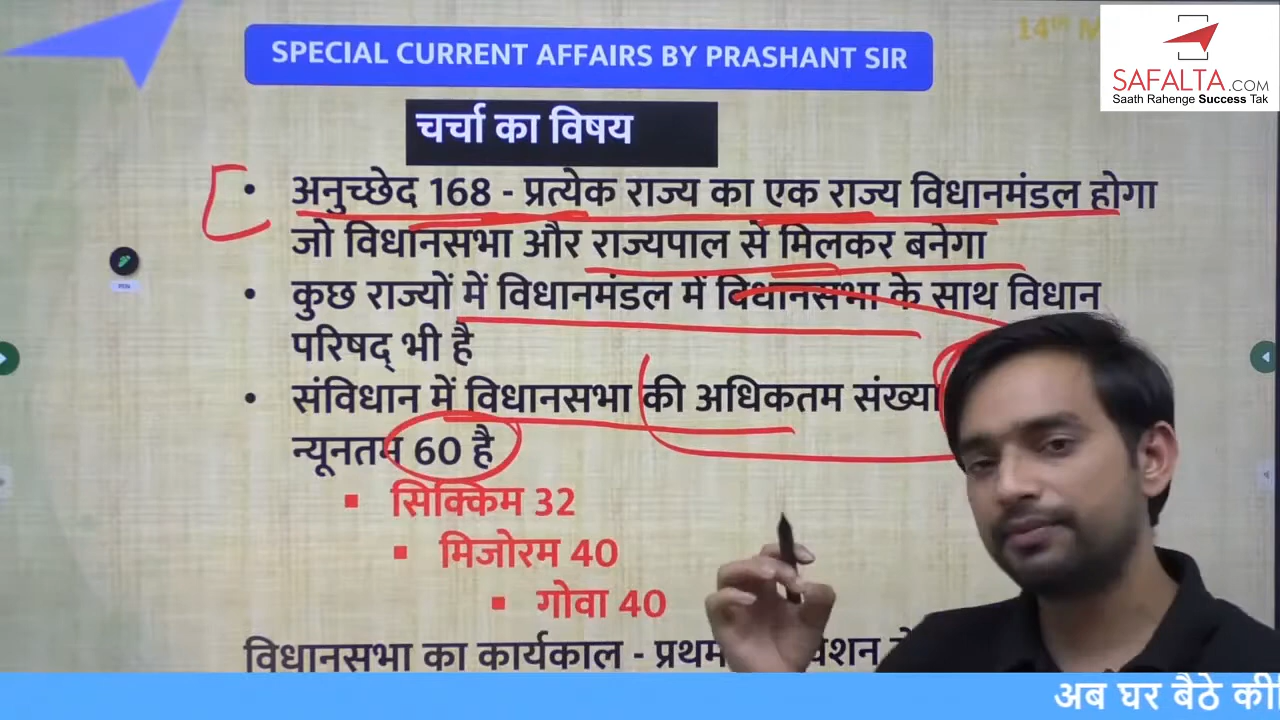 14th M
SPECIAL CURRENT AFFAIRS BY PRASHANT SIR
SAFALTA.COM
Saath Rahenge Success Tak
चर्चा का विषय
• अनुच्छेद 168 - प्रत्येक राज्य का एक राज्य विधानमंडल होगा
जो विधानसभा और राज्यपाल से मिलकर बनेगा
• कुछ राज्यों में विधानमंडल में विधानसभा के साथ विधान
परिषद् भी है
• संविधान में विधानसभा की अधिकतम संख्या
न्यूनतम 60 है
▪ सिक्किम 32
▪ मिजोरम 40
▪ गोवा 40
विधानसभा का कार्यकाल - प्रथम
PEN
अब घर बैठे की